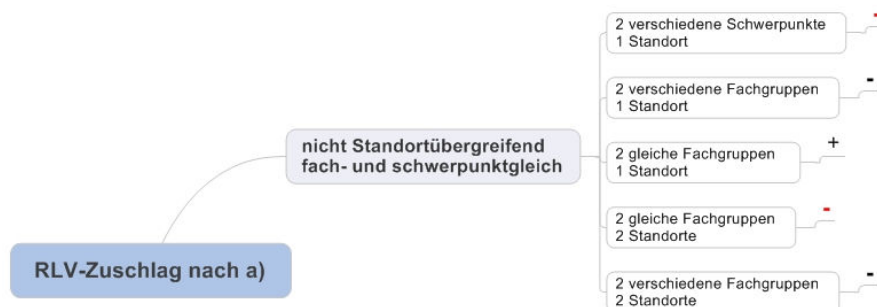 2 verschiedene Schwerpunkte
1 Standort
-
2 verschiedene Fachgruppen
1 Standort
-
nicht Standortübergreifend
fach- und schwerpunktgleich
2 gleiche Fachgruppen
1 Standort
+
2 gleiche Fachgruppen
2 Standorte
-
RLV-Zuschlag nach a)
2 verschiedene Fachgruppen
2 Standorte
-